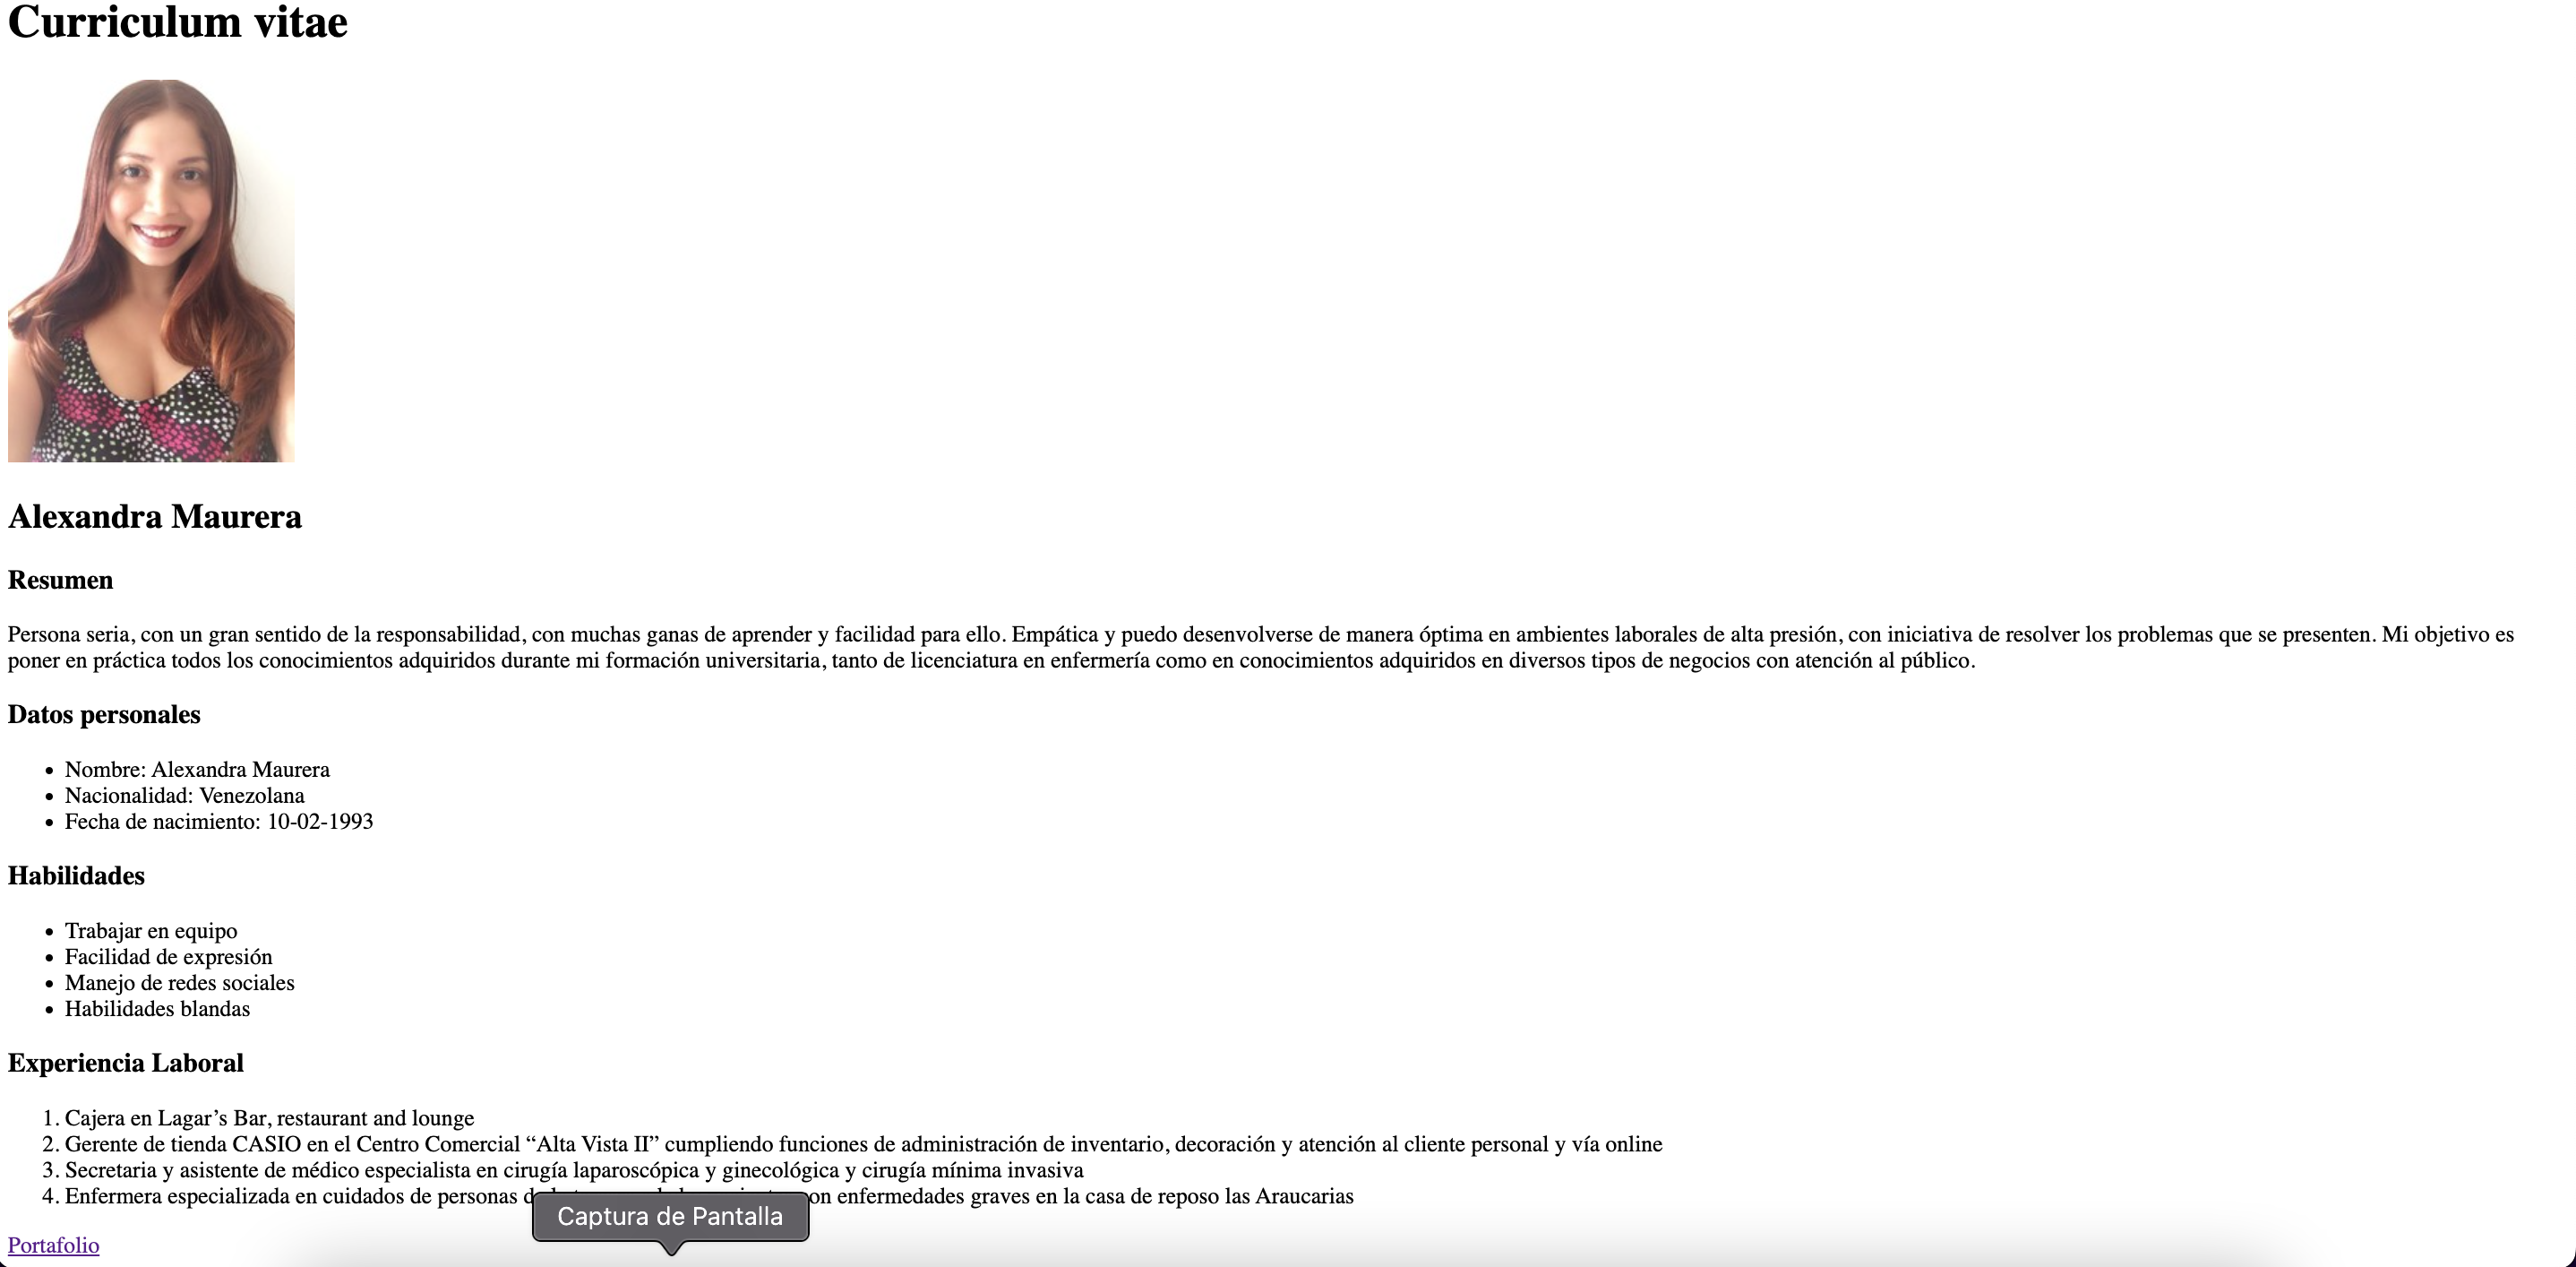 Curriculum vitae
Alexandra Maurera
Resumen
Persona seria, con un gran sentido de la responsabilidad, con muchas ganas de aprender y facilidad para ello. Empática y puedo desenvolverse de manera óptima en ambientes laborales de alta presión, con iniciativa de resolver los problemas que se presenten. Mi objetivo es
poner en práctica todos los conocimientos adquiridos durante mi formación universitaria, tanto de licenciatura en enfermería como en conocimientos adquiridos en diversos tipos de negocios con atención al público.
Datos personales
• Nombre: Alexandra Maurera
• Nacionalidad: Venezolana
• Fecha de nacimiento: 10-02-1993
Habilidades
• Trabajar en equipo
• Facilidad de expresión
• Manejo de redes sociales
• Habilidades blandas
Experiencia Laboral
1. Cajera en Lagar’s Bar, restaurant and lounge
2. Gerente de tienda CASIO en el Centro Comercial “Alta Vista II” cumpliendo funciones de administración de inventario, decoración y atención al cliente personal y vía online
3. Secretaria y asistente de médico especialista en cirugía laparoscópica y ginecológica y cirugía mínima invasiva
4. Enfermera especializada en cuidados de personas enfermedades graves en la casa de reposo las Araucarias
Captura de Pantalla
Portafolio